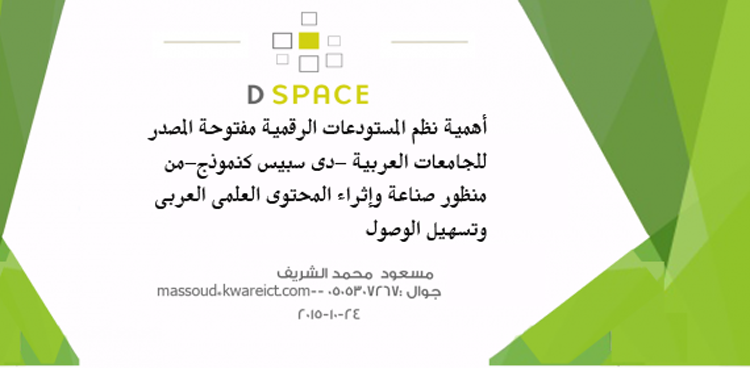 D SPACE
أهمية نظم المستودعات الرقمية مفتوحة المصدر
للجامعات العربية –دى سبيس كنموذج–من
منظور صناعة وإثراء المحتوى العلمى العربى
وتسهيل الوصول
مسعود محمد الشريف
جوال :٠٥٠٥٣٠٧٢٦٧ --massoud.kwareict.com
٢٠١٥-١٠-٢٤